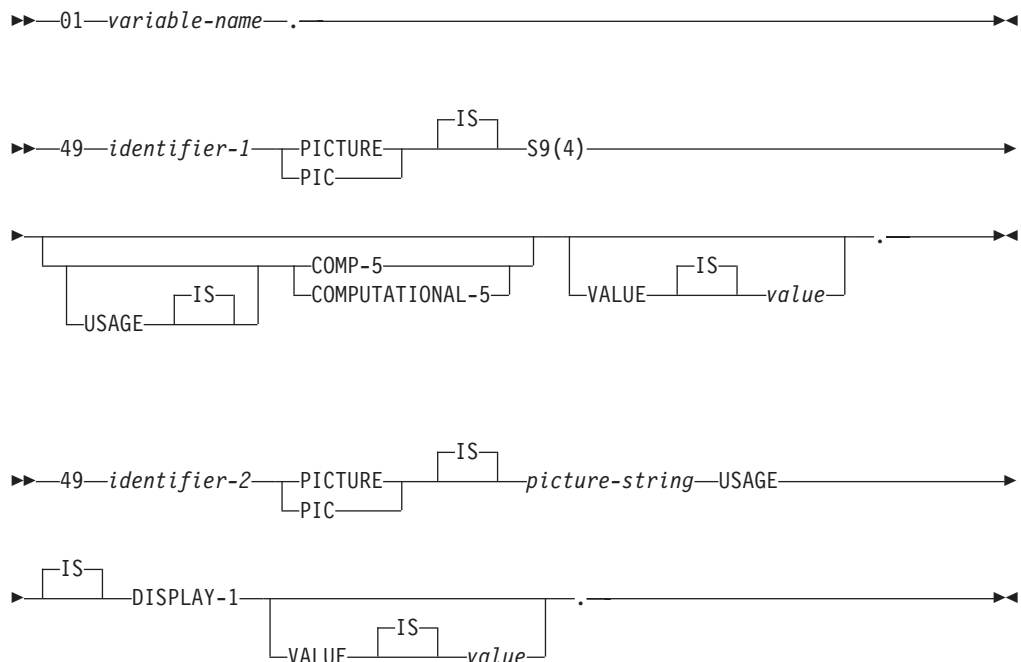 01 variable-name .
IS
49 identifier-1 PICTURE S9(4)
PIC
COMP-5 .
IS COMPUTATIONAL-5 VALUE IS value
USAGE
IS
49 identifier-2 PICTURE picture-string USAGE
PIC
IS
DISPLAY-1 .
IS
VALUE value